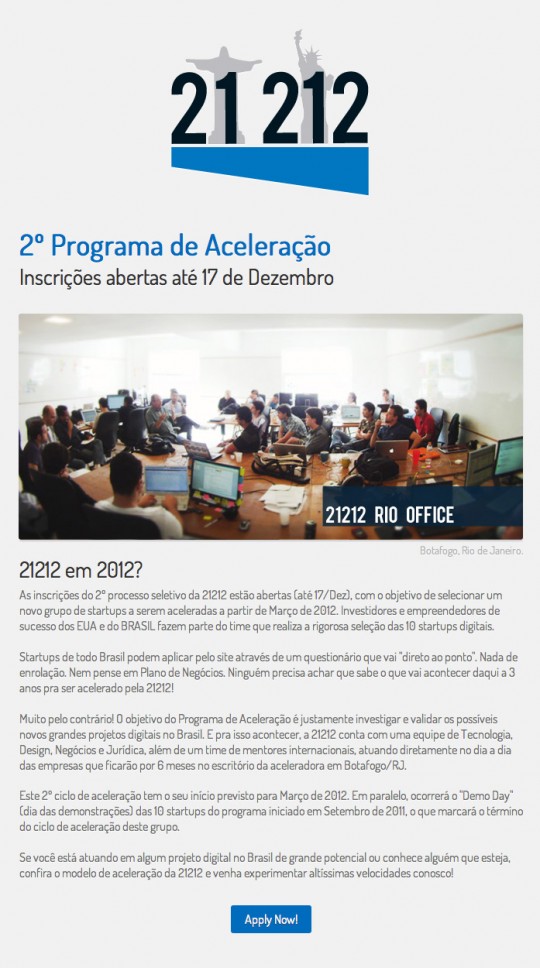 21 212
2º Programa de Aceleração
Inscrições abertas até 17 de Dezembro
21212 RIO OFFICE
Botafogo, Rio de Janeiro.
21212 em 2012?
As inscrições do 2º processo seletivo da 21212 estão abertas (até 17/Dez), com o objetivo de selecionar um
novo grupo de startups a serem aceleradas a partir de Março de 2012. Investidores e empreendedores de
sucesso dos EUA e do BRASIL fazem parte do time que realiza a rigorosa seleção das 10 startups digitais.
Startups de todo Brasil podem aplicar pelo site através de um questionário que vai "direto ao ponto". Nada de
enrolação. Nem pense em Plano de Negócios. Ninguém precisa achar que sabe o que vai acontecer daqui a 3
anos pra ser acelerado pela 21212!
Muito pelo contrário! O objetivo do Programa de Aceleração é justamente investigar e validar os possíveis
novos grandes projetos digitais no Brasil. E pra isso acontecer, a 21212 conta com uma equipe de Tecnologia,
Design, Negócios e Jurídica, além de um time de mentores internacionais, atuando diretamente no dia a dia
das empresas que ficarão por 6 meses no escritório da aceleradora em Botafogo/RJ.
Este 2º ciclo de aceleração tem o seu início previsto para Março de 2012. Em paralelo, ocorrerá o "Demo Day"
(dia das demonstrações) das 10 startups do programa iniciado em Setembro de 2011, o que marcará o término
do ciclo de aceleração deste grupo.
Se você está atuando em algum projeto digital no Brasil de grande potencial ou conhece alguém que esteja,
confira o modelo de aceleração da 21212 e venha experimentar altíssimas velocidades conosco!
Apply Now!